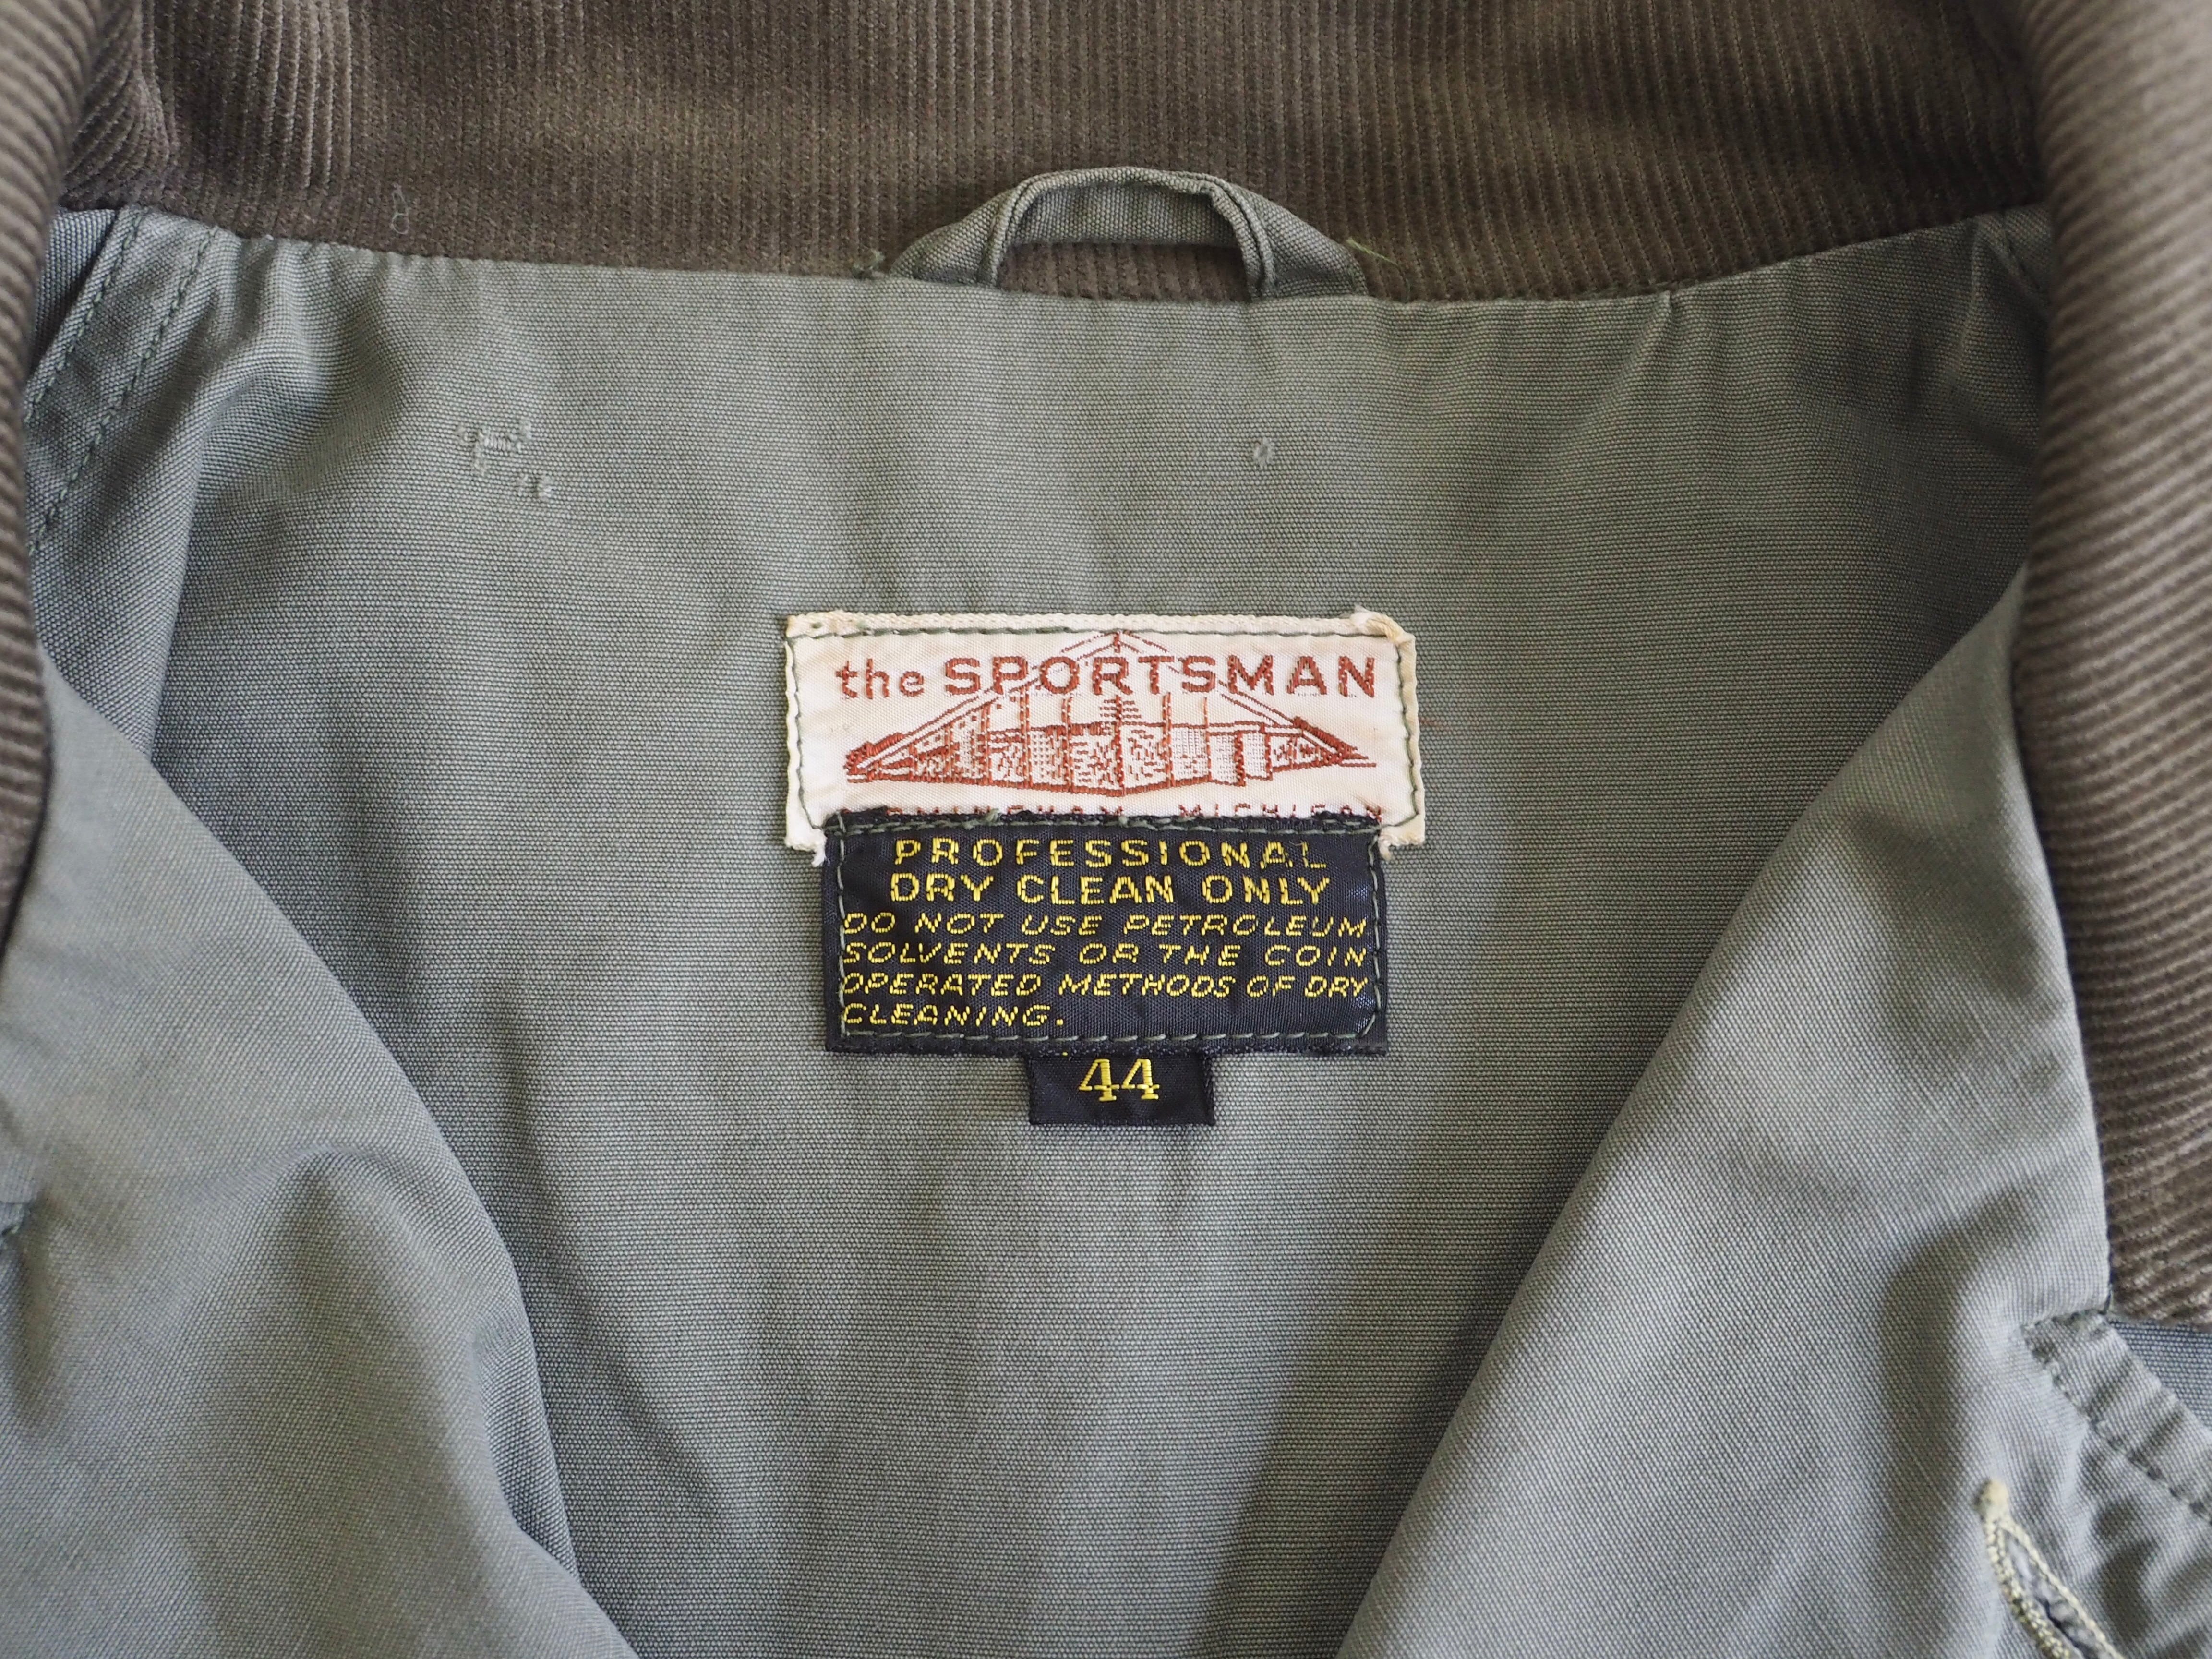 the SPORTSMAN
MICHIGAN
PROFESSIONAL
DRY CLEAN ONLY
DO NOT USE PETROLEUM
SOLVENTS OR THE COIN
OPERATED METHODS OF DRY
CLEANING.
44